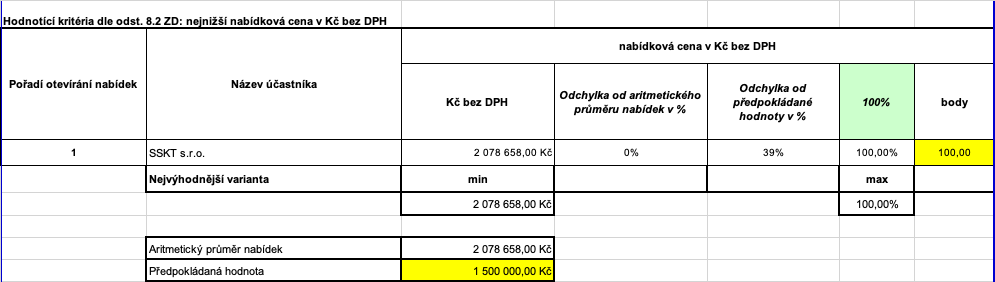 Hodnotící kritéria dle odst. 8.2 ZD: nejnižší nabídková cena v Kč bez DPH
nabídková cena v Kč bez DPH
Pořadí otevírání nabídek
Název účastníka
Kč bez DPH
Odchylka od aritmetického
průměru nabídek v %
Odchylka od
předpokládané
hodnoty v %
100%
body
1
SSKT s.r.o.
2 078 658,00 Kč
0%
39%
100,00%
100,00
Nejvýhodnější varianta
min
max
2 078 658,00 Kč
100,00%
Aritmetický průměr nabídek
2 078 658,00 Kč
Předpokládaná hodnota
1 500 000,00 Kč